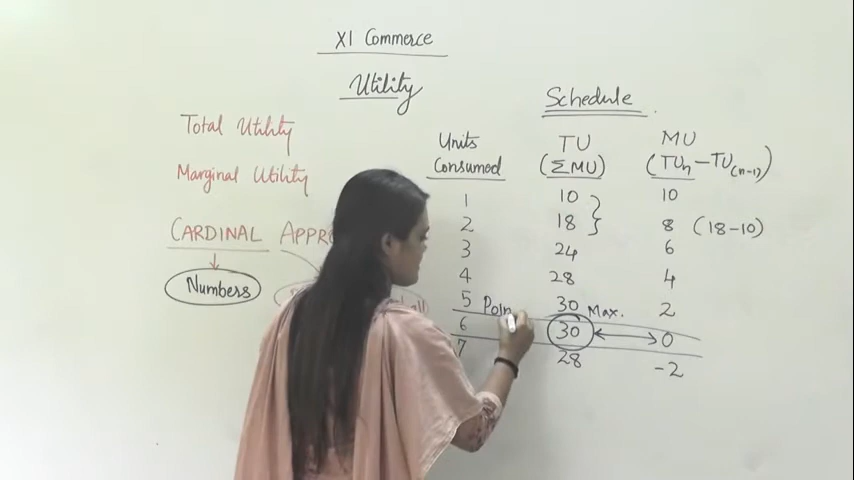 XI Commerce
Utility
Schedule
Total Utility
Marginal Utility
CARDINAL APPRO
Numbers
Units Consumed TU (ΣMU) MU (TUn-TU(n-1))
1 10 10
2 18 8 (18-10)
3 24 6
4 28 4
5 30 Max. 2
Poin
6 30 0
7 28 -2